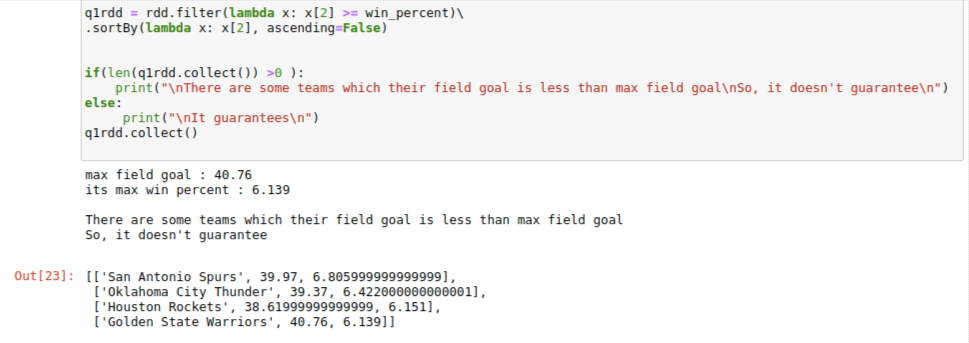 q1rdd = rdd.filter(lambda x: x[2] >= win_percent)\
.sortBy(lambda x: x[2], ascending=False)
if(len(q1rdd.collect()) >0 ):
    print("\nThere are some teams which their field goal is less than max field goal\nSo, it doesn't guarantee\n")
else:
     print("\nIt guarantees\n")
q1rdd.collect()
max field goal : 40.76
its max win percent : 6.139
There are some teams which their field goal is less than max field goal
So, it doesn't guarantee
Out[23]: [['San Antonio Spurs', 39.97, 6.805999999999999],
['Oklahoma City Thunder', 39.37, 6.422000000000001],
['Houston Rockets', 38.61999999999999, 6.151],
['Golden State Warriors', 40.76, 6.139]]